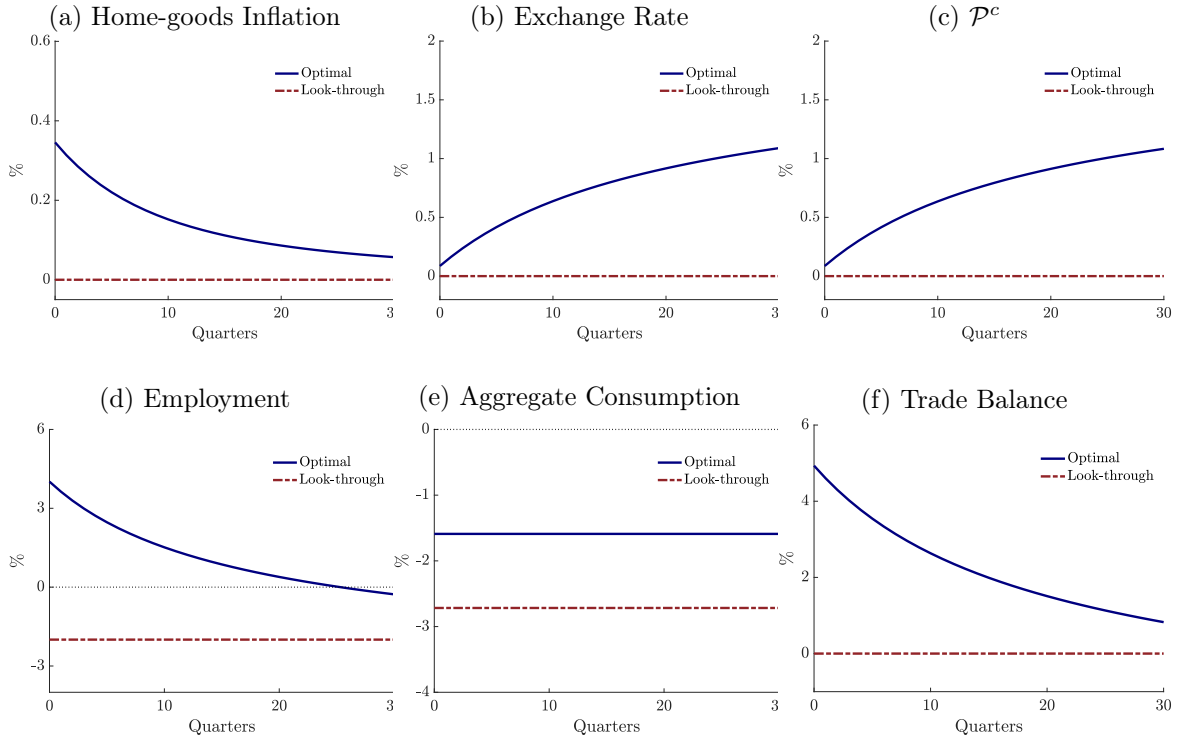 (a) Home-goods Inflation
0.6
0.4
0.2
0
%
0 10 20 3
Quarters
Optimal
Look-through
(b) Exchange Rate
2
1.5
1
0.5
0
%
0 10 20 3
Quarters
Optimal
Look-through
(c) 𝒫ᶜ
2
1.5
1
0.5
0
%
0 10 20 30
Quarters
Optimal
Look-through
(d) Employment
6
3
0
-3
%
0 10 20 3
Quarters
Optimal
Look-through
(e) Aggregate Consumption
0
-1
-2
-3
-4
%
0 10 20 3
Quarters
Optimal
Look-through
(f) Trade Balance
6
4
2
0
%
0 10 20 30
Quarters
Optimal
Look-through